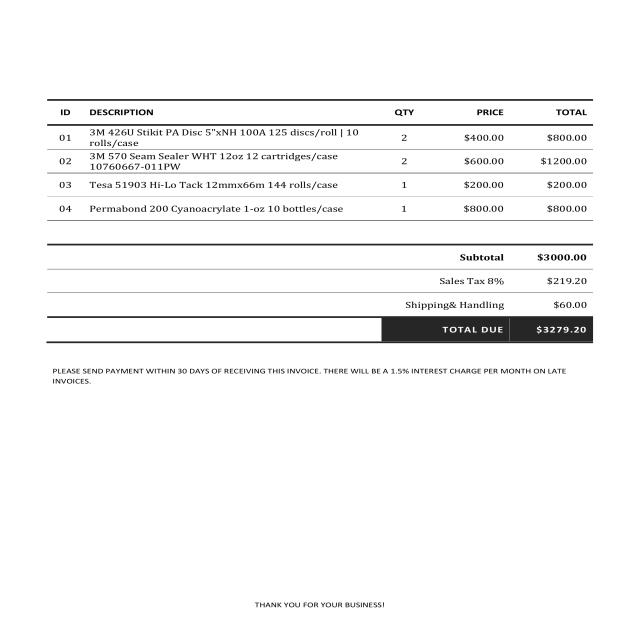 ID DESCRIPTION QTY PRICE TOTAL
01 3M 426U Stikit PA Disc 5"xNH 100A 125 discs/roll | 10 2 $400.00 $800.00
rolls/case
02 3M 570 Seam Sealer WHT 12oz 12 cartridges/case 2 $600.00 $1200.00
10760667-011PW
03 Tesa 51903 Hi-Lo Tack 12mmx66m 144 rolls/case 1 $200.00 $200.00
04 Permabond 200 Cyanoacrylate 1-oz 10 bottles/case 1 $800.00 $800.00
Subtotal $3000.00
Sales Tax 8% $219.20
Shipping& Handling $60.00
TOTAL DUE $3279.20
PLEASE SEND PAYMENT WITHIN 30 DAYS OF RECEIVING THIS INVOICE. THERE WILL BE A 1.5% INTEREST CHARGE PER MONTH ON LATE
INVOICES.
THANK YOU FOR YOUR BUSINESS!